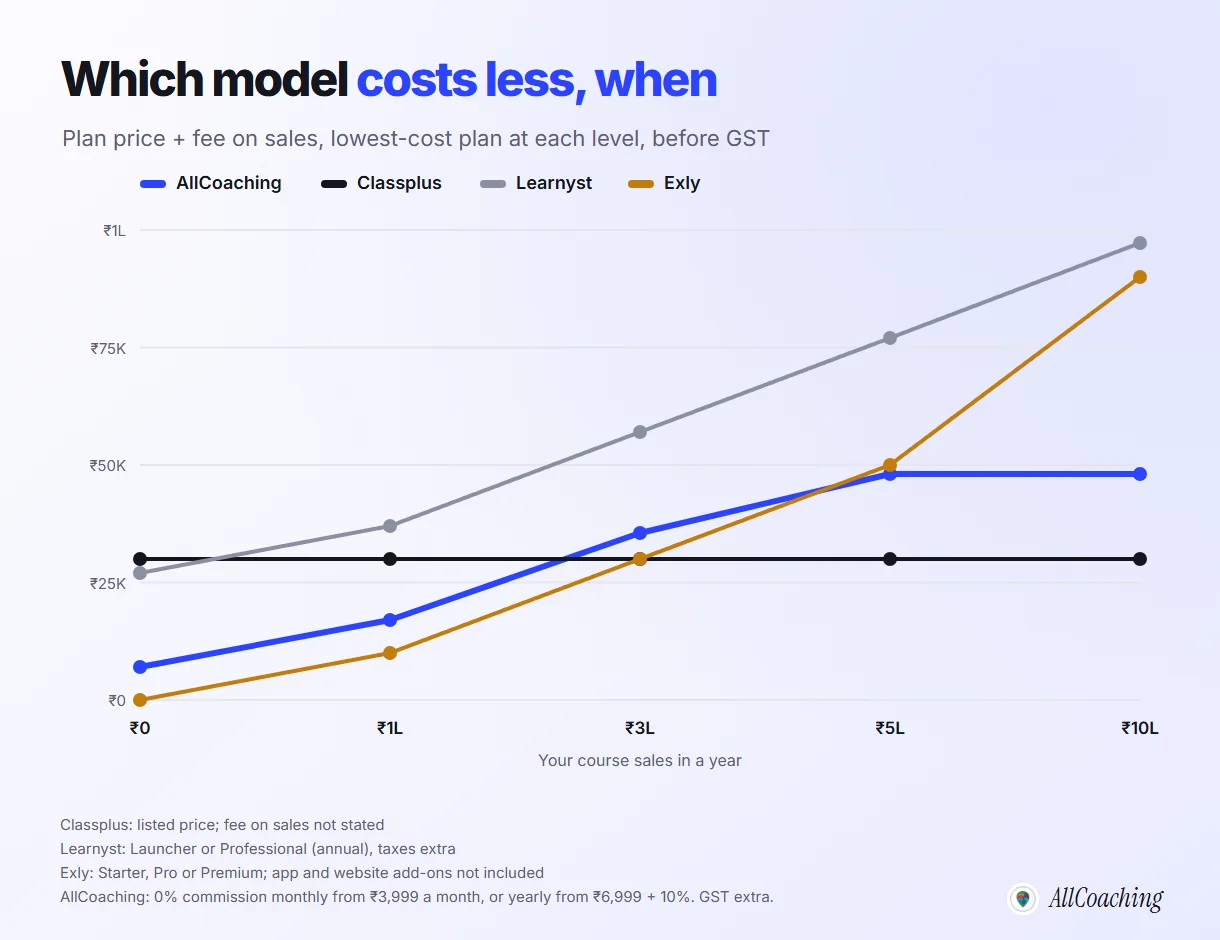 Which model costs less, when
Plan price + fee on sales, lowest-cost plan at each level, before GST
AllCoaching Classplus Learnyst Exly
₹1L
₹75K
₹50K
₹25K
₹0
₹0 ₹1L ₹3L ₹5L ₹10L
Your course sales in a year
Classplus: listed price; fee on sales not stated
Learnyst: Launcher or Professional (annual), taxes extra
Exly: Starter, Pro or Premium; app and website add-ons not included
AllCoaching: 0% commission monthly from ₹3,999 a month, or yearly from ₹6,999 + 10%. GST extra.
AllCoaching